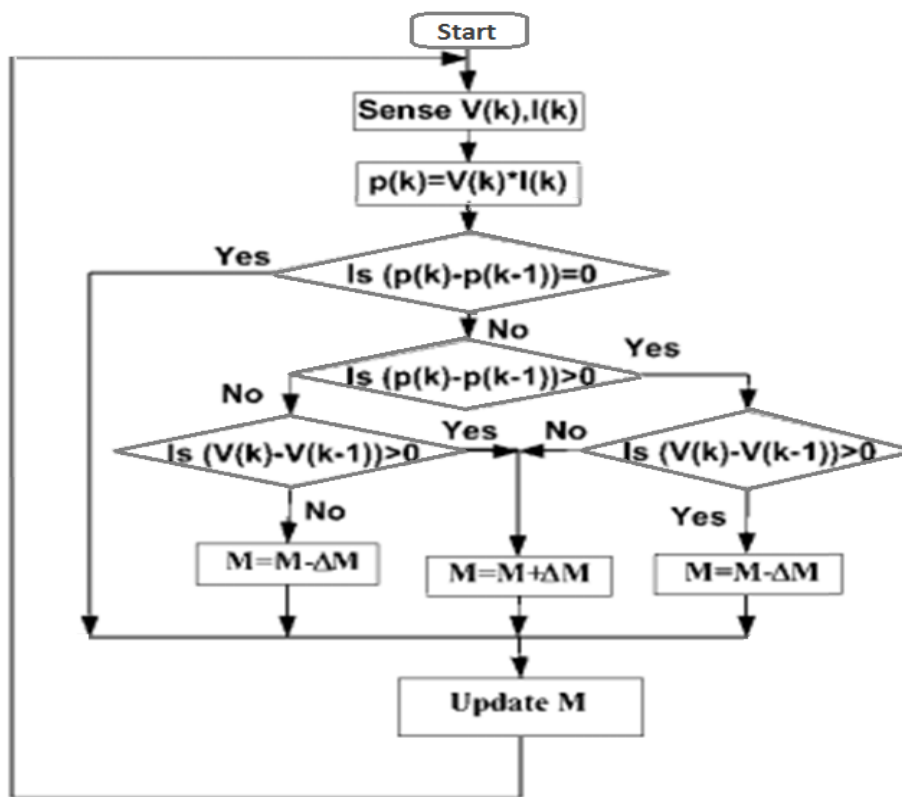 Start
Sense V(k),I(k)
p(k)=V(k)*I(k)
Yes
Is (p(k)-p(k-1))=0
No
Yes
Is (p(k)-p(k-1))>0
No
Yes
No
Is (V(k)-V(k-1))>0
Is (V(k)-V(k-1))>0
No
Yes
M=M-ΔM
M=M+ΔM
M=M-ΔM
Update M